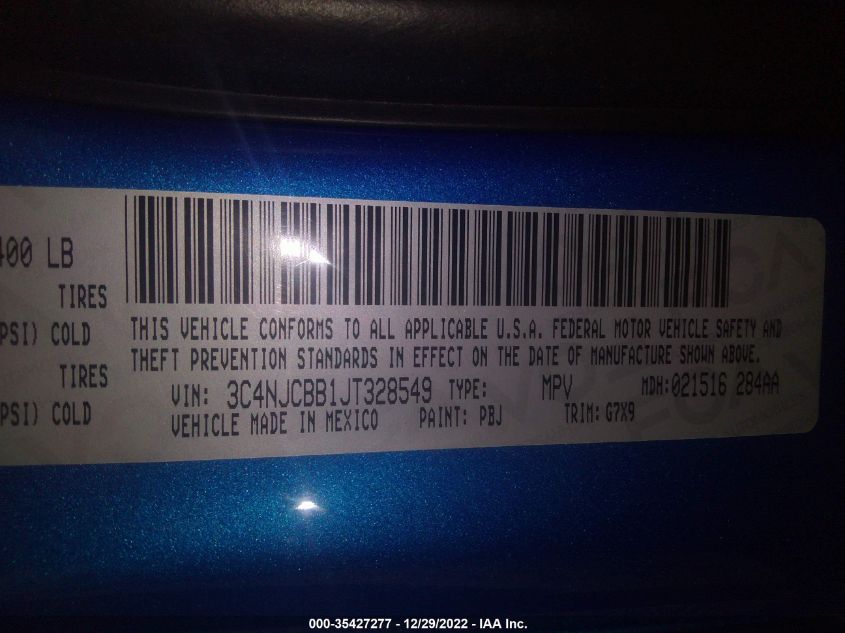 400 LB
TIRES
PSI) COLD
TIRES
PSI) COLD
THIS VEHICLE CONFORMS TO ALL APPLICABLE U.S.A. FEDERAL MOTOR VEHICLE SAFETY AND
THEFT PREVENTION STANDARDS IN EFFECT ON THE DATE OF MANUFACTURE SHOWN ABOVE.
VIN: 3C4NJCBB1JT328549 TYPE: MPV MDH:021516 284AA
VEHICLE MADE IN MEXICO PAINT: PBJ TRIM: G7X9
000-35427277 - 12/29/2022 - IAA Inc.